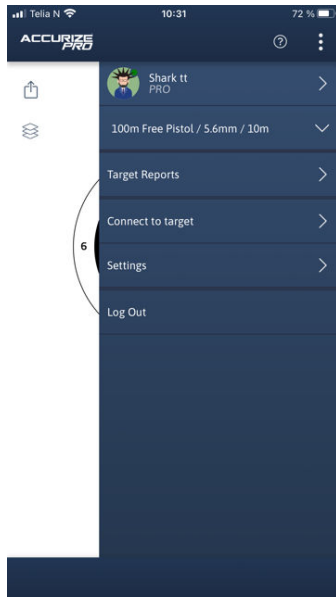 Telia N 10:31 72 %
ACCURIZE
PRO
?
Shark tt
PRO
100m Free Pistol / 5.6mm / 10m
Target Reports
Connect to target
6
Settings
Log Out